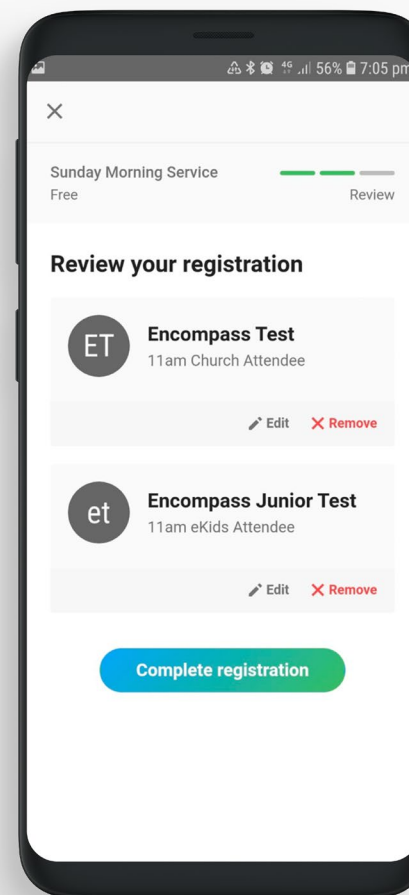 4G 56% 7:05 pm
Sunday Morning Service
Free Review
Review your registration
ET Encompass Test
11am Church Attendee
Edit Remove
et Encompass Junior Test
11am eKids Attendee
Edit Remove
Complete registration